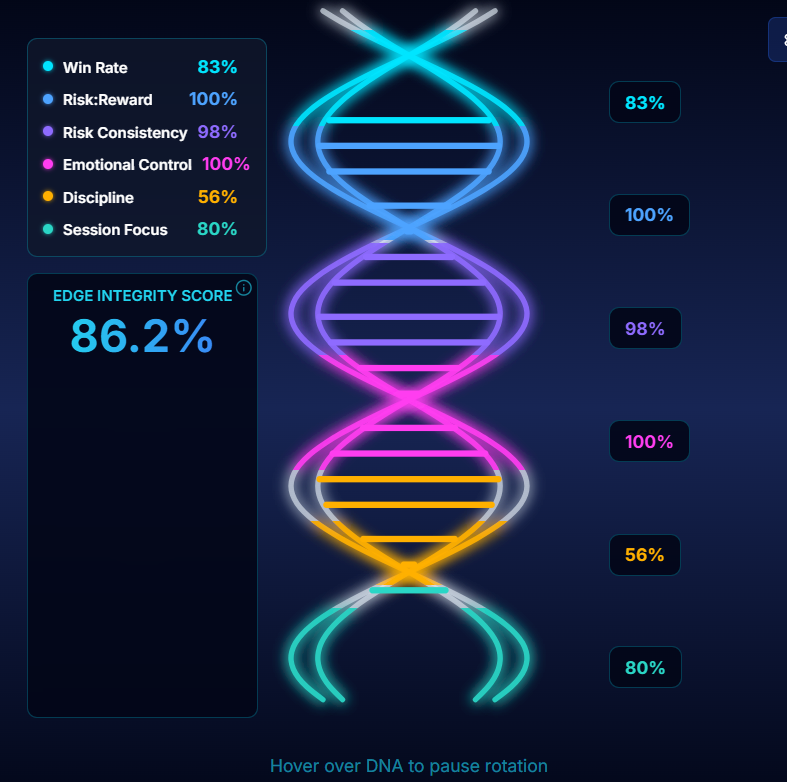 Win Rate 83%
Risk:Reward 100%
Risk Consistency 98%
Emotional Control 100%
Discipline 56%
Session Focus 80%
EDGE INTEGRITY SCORE
86.2%
83%
100%
98%
100%
56%
80%
Hover over DNA to pause rotation